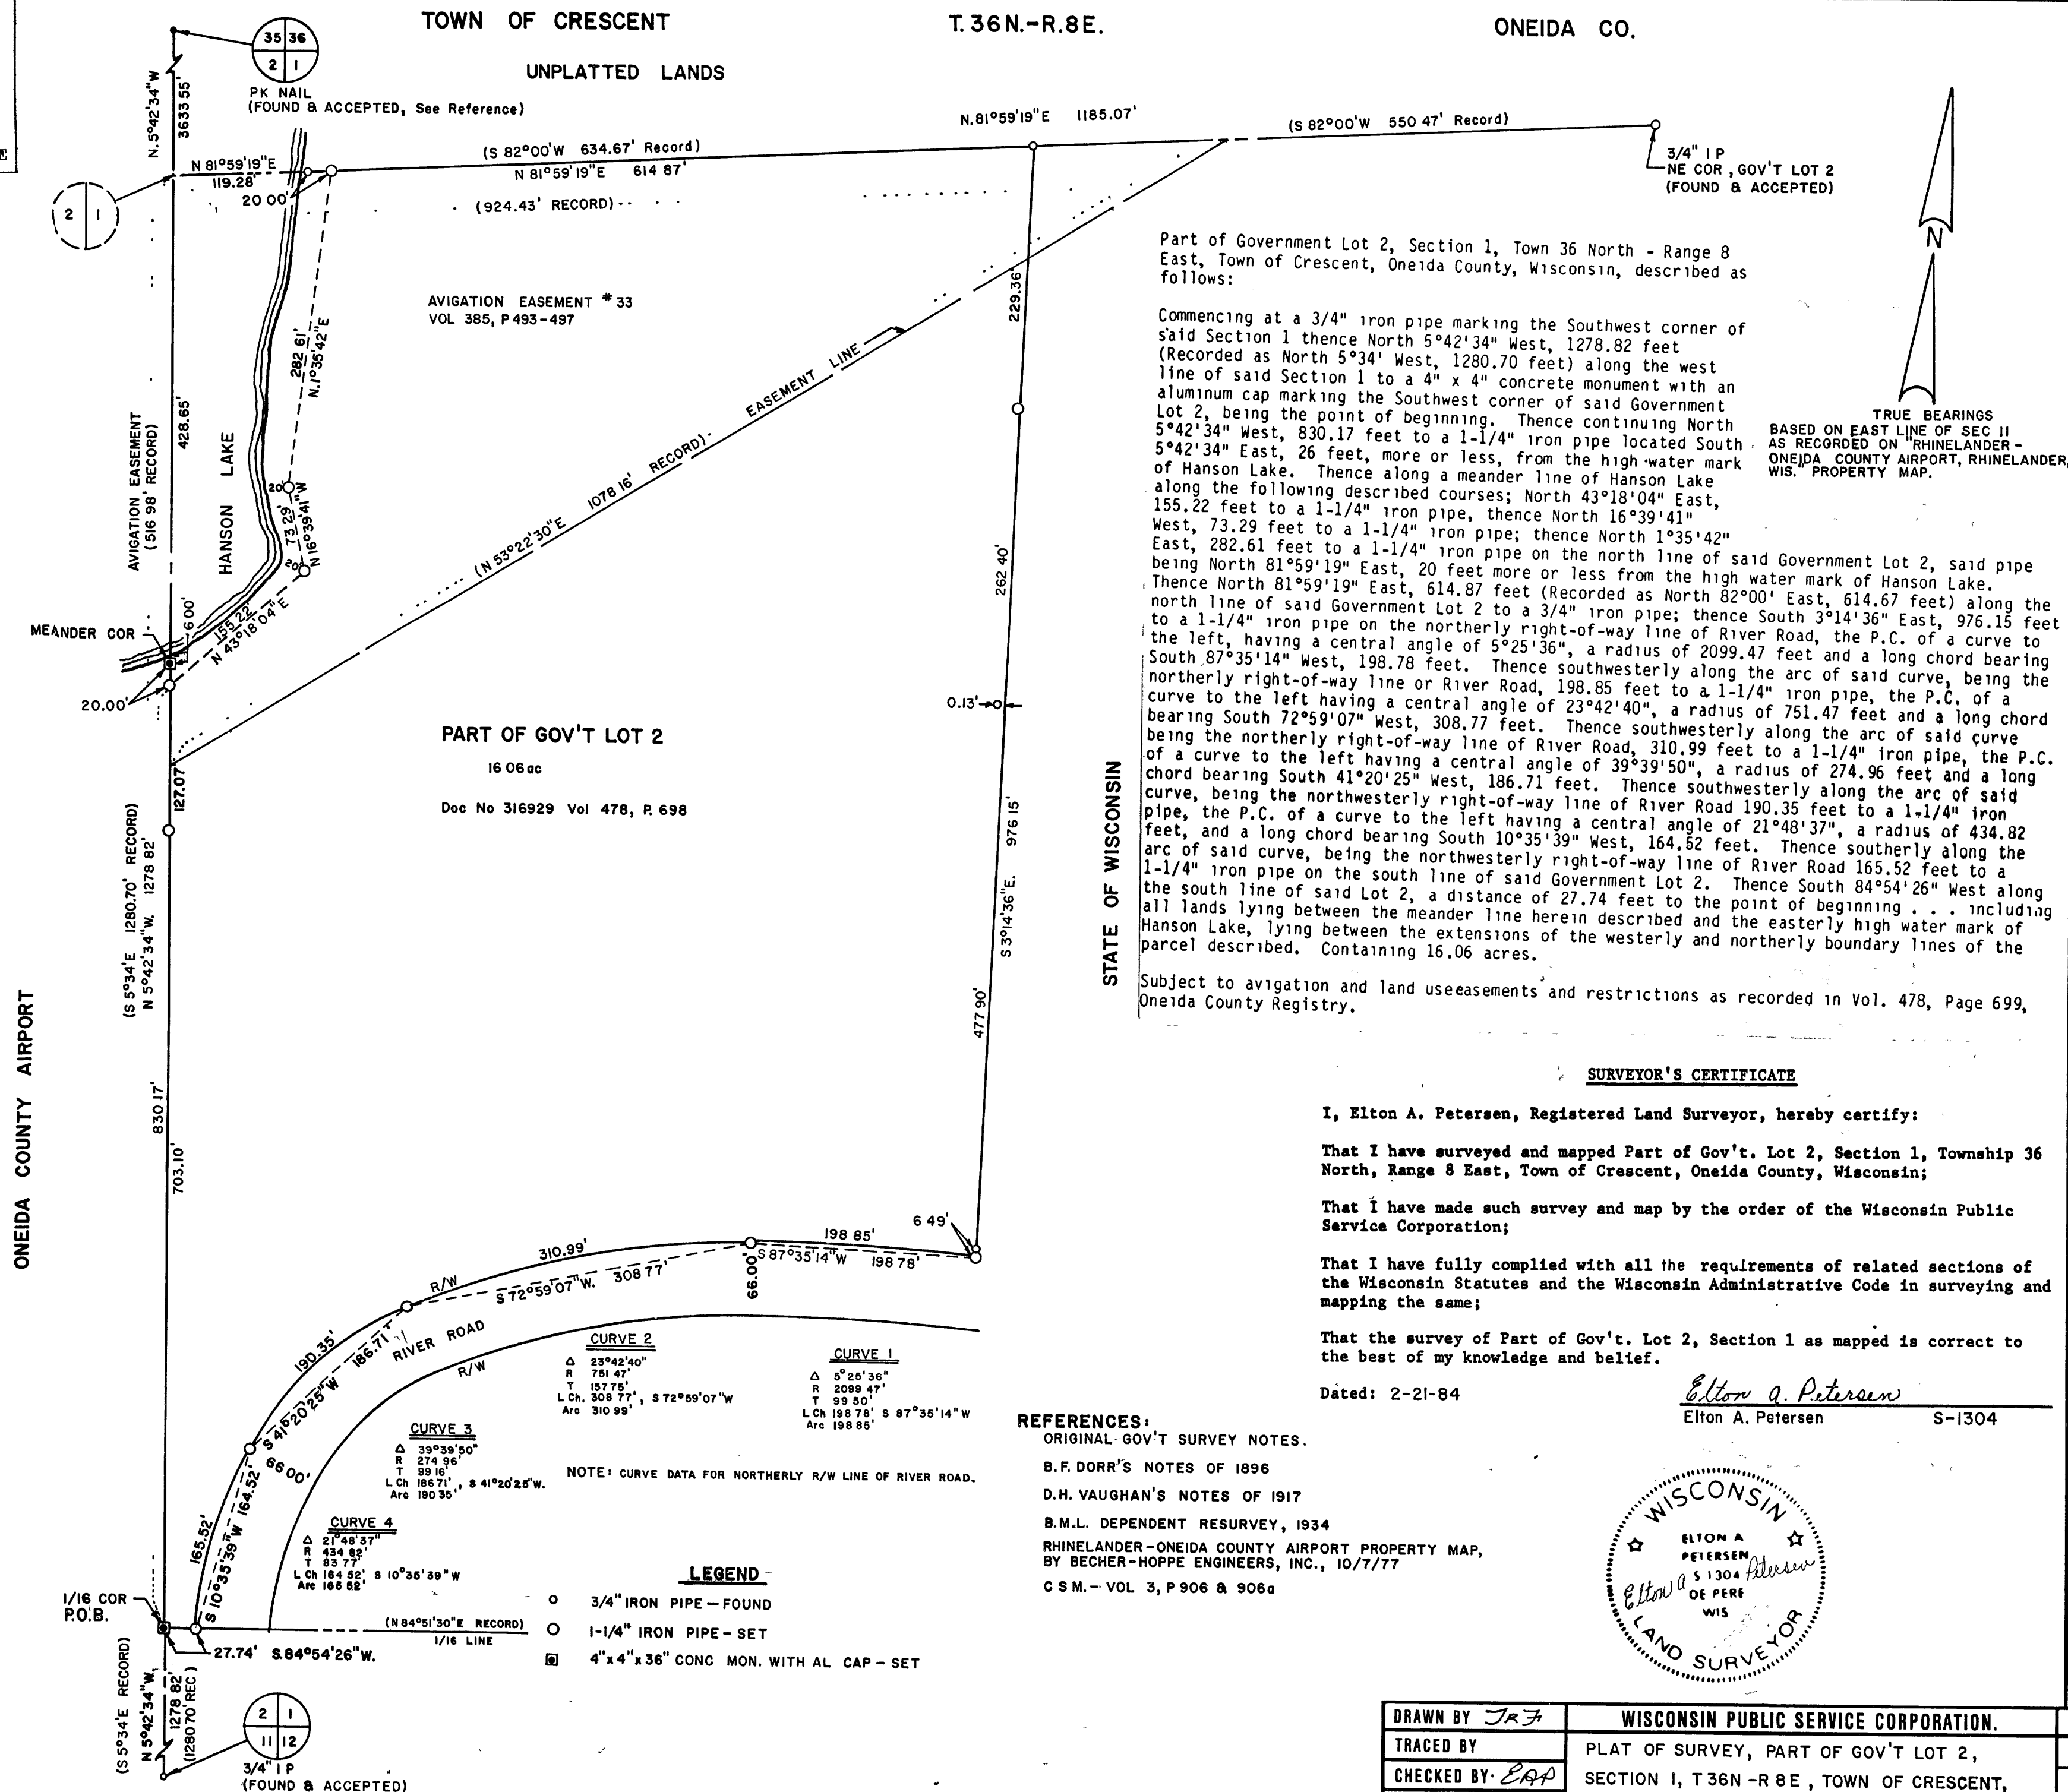 TOWN OF CRESCENT
T. 36N.-R.8E.
ONEIDA CO.
UNPLATTED LANDS
35 36
2 1
PK NAIL
(FOUND & ACCEPTED, See Reference)
N.5°42'34"W
3633 55'
N 81°59'19"E
119.28'
20 00'
2 1
(S 82°00'W 634.67' Record)
N 81°59'19"E 614 87'
(924.43' RECORD)
N.81°59'19"E 1185.07'
(S 82°00'W 550 47' Record)
3/4" I P
NE COR , GOV'T LOT 2
(FOUND & ACCEPTED)
N
TRUE BEARINGS
BASED ON EAST LINE OF SEC 11
AS RECORDED ON "RHINELANDER -
ONEIDA COUNTY AIRPORT, RHINELANDER,
WIS." PROPERTY MAP.
AVIGATION EASEMENT #33
VOL 385, P 493-497
282 61'
N.1°35'42"E
229.36'
EASEMENT LINE
(N 53°22'30"E 1078 16' RECORD)
AVIGATION EASEMENT
(516 98' RECORD)
428.65'
HANSON LAKE
20'
73 29'
N 16°39'41"W
20'
6 00'
155.22'
N 43°18'04"E
MEANDER COR
20.00'
262 40'
0.13'
PART OF GOV'T LOT 2
16 06 ac
Doc No 316929 Vol 478, P. 698
127.07
(S 5°34'E 1280.70' RECORD)
N 5°42'34"W. 1278 82'
830 17'
703.10'
ONEIDA COUNTY AIRPORT
S 3°14'36"E. 976 15'
477 90'
STATE OF WISCONSIN
Part of Government Lot 2, Section 1, Town 36 North - Range 8
East, Town of Crescent, Oneida County, Wisconsin, described as
follows:
Commencing at a 3/4" iron pipe marking the Southwest corner of
said Section 1 thence North 5°42'34" West, 1278.82 feet
(Recorded as North 5°34' West, 1280.70 feet) along the west
line of said Section 1 to a 4" x 4" concrete monument with an
aluminum cap marking the Southwest corner of said Government
Lot 2, being the point of beginning. Thence continuing North
5°42'34" West, 830.17 feet to a 1-1/4" iron pipe located South
5°42'34" East, 26 feet, more or less, from the high water mark
of Hanson Lake. Thence along a meander line of Hanson Lake
along the following described courses; North 43°18'04" East,
155.22 feet to a 1-1/4" iron pipe, thence North 16°39'41"
West, 73.29 feet to a 1-1/4" iron pipe; thence North 1°35'42"
East, 282.61 feet to a 1-1/4" iron pipe on the north line of said Government Lot 2, said pipe
being North 81°59'19" East, 20 feet more or less from the high water mark of Hanson Lake.
Thence North 81°59'19" East, 614.87 feet (Recorded as North 82°00' East, 614.67 feet) along the
north line of said Government Lot 2 to a 3/4" iron pipe; thence South 3°14'36" East, 976.15 feet
to a 1-1/4" iron pipe on the northerly right-of-way line of River Road, the P.C. of a curve to
the left, having a central angle of 5°25'36", a radius of 2099.47 feet and a long chord bearing
South 87°35'14" West, 198.78 feet. Thence southwesterly along the arc of said curve, being the
northerly right-of-way line or River Road, 198.85 feet to a 1-1/4" iron pipe, the P.C. of a
curve to the left having a central angle of 23°42'40", a radius of 751.47 feet and a long chord
bearing South 72°59'07" West, 308.77 feet. Thence southwesterly along the arc of said curve
being the northerly right-of-way line of River Road, 310.99 feet to a 1-1/4" iron pipe, the P.C.
of a curve to the left having a central angle of 39°39'50", a radius of 274.96 feet and a long
chord bearing South 41°20'25" West, 186.71 feet. Thence southwesterly along the arc of said
curve, being the northwesterly right-of-way line of River Road 190.35 feet to a 1-1/4" iron
pipe, the P.C. of a curve to the left having a central angle of 21°48'37", a radius of 434.82
feet, and a long chord bearing South 10°35'39" West, 164.52 feet. Thence southerly along the
arc of said curve, being the northwesterly right-of-way line of River Road 165.52 feet to a
1-1/4" iron pipe on the south line of said Government Lot 2. Thence South 84°54'26" West along
the south line of said Lot 2, a distance of 27.74 feet to the point of beginning . . . including
all lands lying between the meander line herein described and the easterly high water mark of
Hanson Lake, lying between the extensions of the westerly and northerly boundary lines of the
parcel described. Containing 16.06 acres.
Subject to avigation and land useeasements and restrictions as recorded in Vol. 478, Page 699,
Oneida County Registry.
SURVEYOR'S CERTIFICATE
I, Elton A. Petersen, Registered Land Surveyor, hereby certify:
That I have surveyed and mapped Part of Gov't. Lot 2, Section 1, Township 36
North, Range 8 East, Town of Crescent, Oneida County, Wisconsin;
That I have made such survey and map by the order of the Wisconsin Public
Service Corporation;
That I have fully complied with all the requirements of related sections of
the Wisconsin Statutes and the Wisconsin Administrative Code in surveying and
mapping the same;
That the survey of Part of Gov't. Lot 2, Section 1 as mapped is correct to
the best of my knowledge and belief.
Dated: 2-21-84
Elton A. Petersen
Elton A. Petersen S-1304
6 49'
198 85'
S 87°35'14"W 198 78'
310.99'
R/W
S 72°59'07"W. 308 77'
66.00'
190.35'
186.71'
S 41°20'25"W
RIVER ROAD
R/W
66 00'
165.52'
S 10°35'39"W 164.52'
CURVE 2
Δ 23°42'40"
R 751 47'
T 157 75'
L Ch. 308 77' , S 72°59'07"W
Arc 310 99'
CURVE 1
Δ 5°25'36"
R 2099 47'
T 99 50'
L Ch 198 78' S 87°35'14"W
Arc 198 85'
CURVE 3
Δ 39°39'50"
R 274 96'
T 99 16'
L Ch 186 71' , S 41°20'25"W.
Arc 190 35'
NOTE: CURVE DATA FOR NORTHERLY R/W LINE OF RIVER ROAD.
CURVE 4
Δ 21°48'37"
R 434 82'
T 83 77'
L Ch 164 52' S 10°35'39"W
Arc 165 52'
REFERENCES:
ORIGINAL GOV'T SURVEY NOTES.
B.F. DORR'S NOTES OF 1896
D.H. VAUGHAN'S NOTES OF 1917
B.M.L. DEPENDENT RESURVEY, 1934
RHINELANDER-ONEIDA COUNTY AIRPORT PROPERTY MAP,
BY BECHER-HOPPE ENGINEERS, INC., 10/7/77
C S M.- VOL 3, P 906 & 906a
LEGEND
3/4" IRON PIPE - FOUND
1-1/4" IRON PIPE - SET
4"x4"x36" CONC MON. WITH AL CAP - SET
1/16 COR
P.O.B.
(N 84°51'30"E RECORD)
1/16 LINE
27.74' S.84°54'26"W.
(S 5°34'E RECORD)
N 5°42'34"W.
1278 82'
(1280 70' REC)
2 1
11 12
3/4" I P
(FOUND & ACCEPTED)
WISCONSIN
ELTON A
PETERSEN
S 1304
DE PERE
WIS
Elton A Petersen
LAND SURVEYOR
DRAWN BY JRF
TRACED BY
CHECKED BY. EAP
WISCONSIN PUBLIC SERVICE CORPORATION.
PLAT OF SURVEY, PART OF GOV'T LOT 2,
SECTION 1, T 36N -R 8E , TOWN OF CRESCENT,